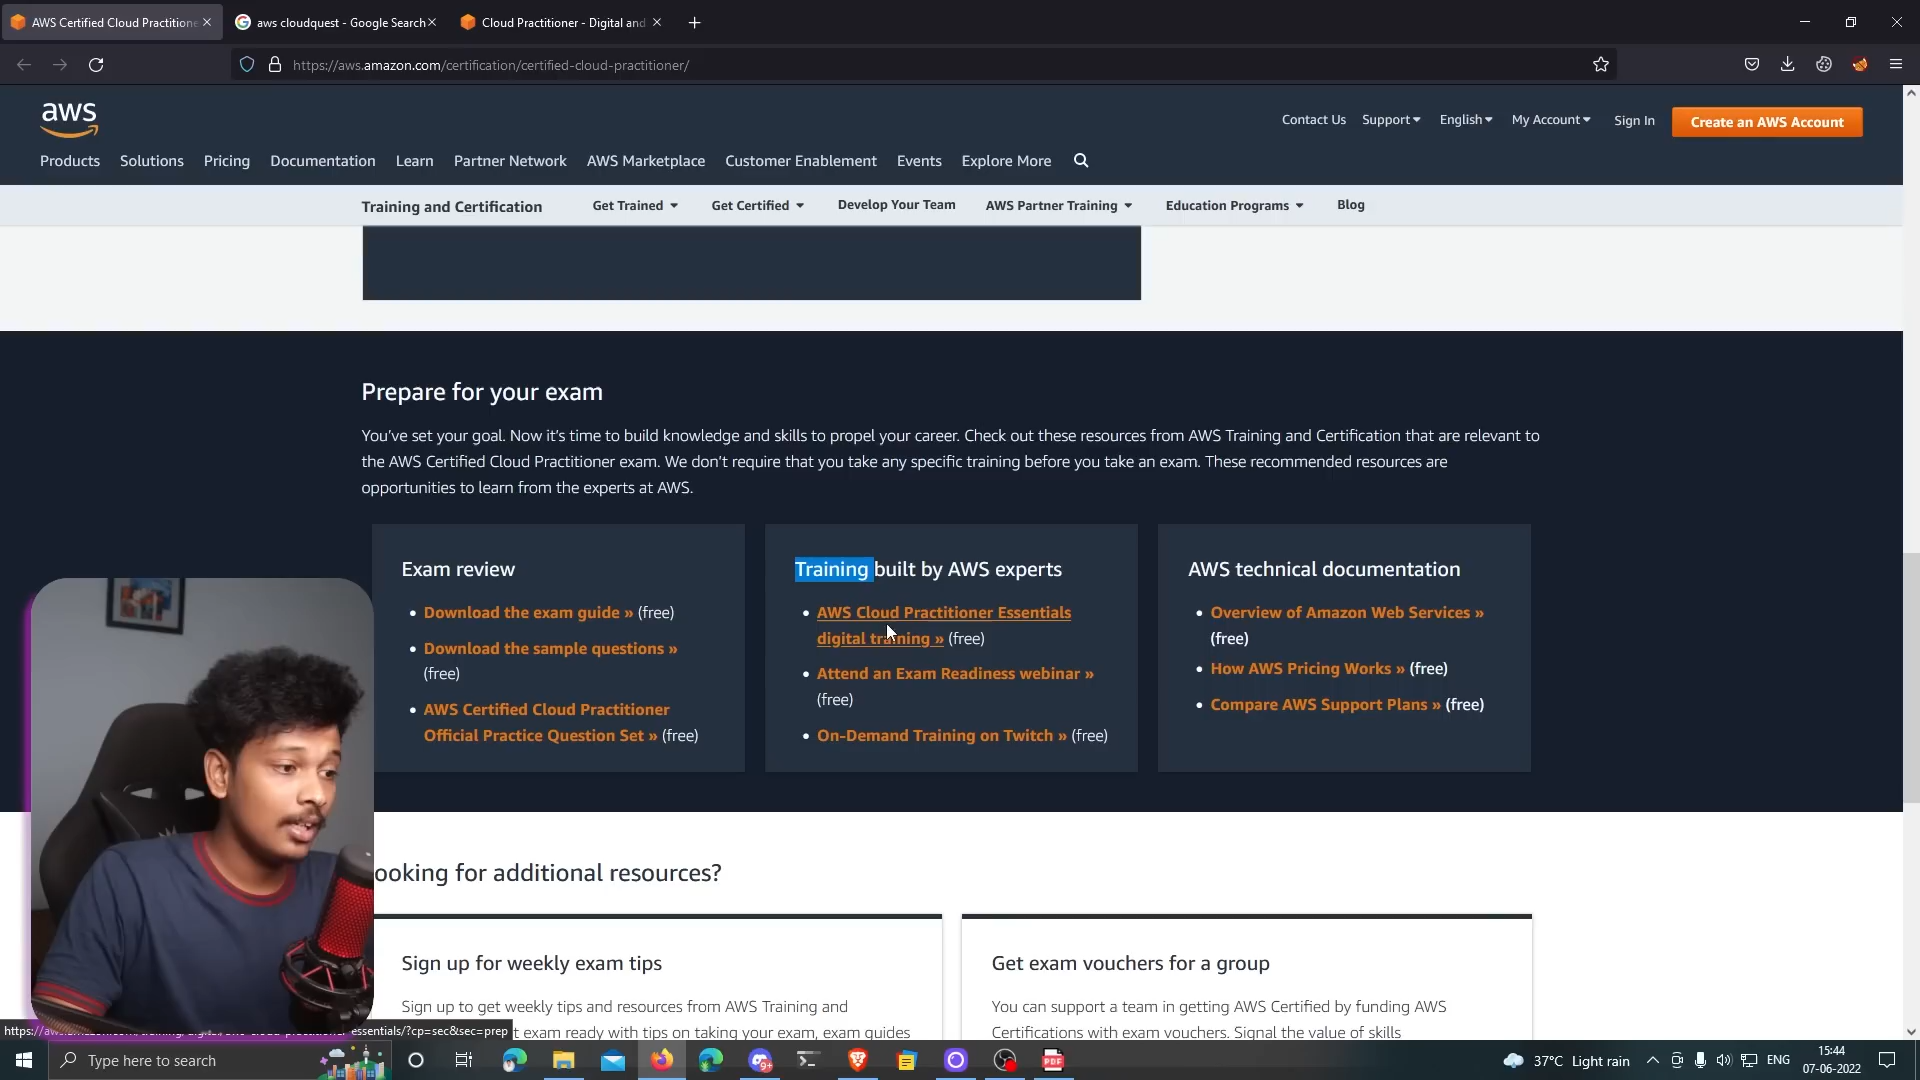 AWS Certified Cloud Practitione
aws cloudquest - Google Search
Cloud Practitioner - Digital and
https://aws.amazon.com/certification/certified-cloud-practitioner/
aws
Contact Us
Support
English
My Account
Sign In
Create an AWS Account
Products
Solutions
Pricing
Documentation
Learn
Partner Network
AWS Marketplace
Customer Enablement
Events
Explore More
Training and Certification
Get Trained
Get Certified
Develop Your Team
AWS Partner Training
Education Programs
Blog
Prepare for your exam
You've set your goal. Now it's time to build knowledge and skills to propel your career. Check out these resources from AWS Training and Certification that are relevant to
the AWS Certified Cloud Practitioner exam. We don't require that you take any specific training before you take an exam. These recommended resources are
opportunities to learn from the experts at AWS.
Exam review
• Download the exam guide » (free)
• Download the sample questions »
(free)
• AWS Certified Cloud Practitioner
Official Practice Question Set » (free)
Training built by AWS experts
• AWS Cloud Practitioner Essentials
digital training » (free)
• Attend an Exam Readiness webinar »
(free)
• On-Demand Training on Twitch » (free)
AWS technical documentation
• Overview of Amazon Web Services »
(free)
• How AWS Pricing Works » (free)
• Compare AWS Support Plans » (free)
ooking for additional resources?
Sign up for weekly exam tips
Sign up to get weekly tips and resources from AWS Training and
t exam ready with tips on taking your exam, exam guides
Get exam vouchers for a group
You can support a team in getting AWS Certified by funding AWS
Certifications with exam vouchers. Signal the value of skills
essentials/?cp=sec&sec=prep
Type here to search
9+
PDF
37°C Light rain
ENG
15:44
07-06-2022